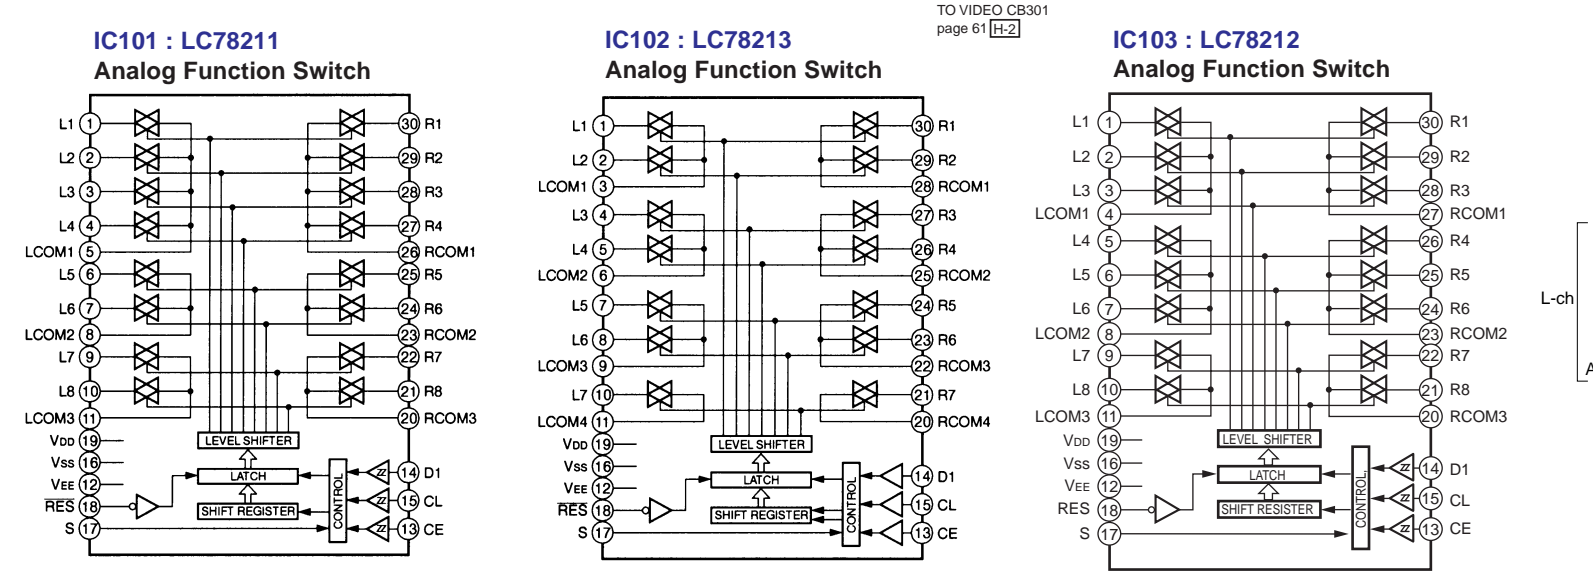 TO VIDEO CB301
page 61 H-2
IC101 : LC78211
Analog Function Switch
L1 1
L2 2
L3 3
L4 4
LCOM1 5
L5 6
L6 7
LCOM2 8
L7 9
L8 10
LCOM3 11
VDD 19
VSS 16
VEE 12
RES 18
S 17
30 R1
29 R2
28 R3
27 R4
26 RCOM1
25 R5
24 R6
23 RCOM2
22 R7
21 R8
20 RCOM3
14 D1
15 CL
13 CE
LEVEL SHIFTER
LATCH
SHIFT REGISTER
CONTROL
IC102 : LC78213
Analog Function Switch
L1 1
L2 2
LCOM1 3
L3 4
L4 5
LCOM2 6
L5 7
L6 8
LCOM3 9
L7 10
LCOM4 11
VDD 19
Vss 16
VEE 12
RES 18
S 17
30 R1
29 R2
28 RCOM1
27 R3
26 R4
25 RCOM2
24 R5
23 R6
22 RCOM3
21 R7
20 RCOM4
14 D1
15 CL
13 CE
LEVEL SHIFTER
LATCH
SHIFT REGISTER
CONTROL
IC103 : LC78212
Analog Function Switch
L1 1
L2 2
L3 3
LCOM1 4
L4 5
L5 6
L6 7
LCOM2 8
L7 9
L8 10
LCOM3 11
VDD 19
Vss 16
VEE 12
RES 18
S 17
30 R1
29 R2
28 R3
27 RCOM1
26 R4
25 R5
24 R6
23 RCOM2
22 R7
21 R8
20 RCOM3
14 D1
15 CL
13 CE
LEVEL SHIFTER
LATCH
SHIFT RESISTER
CONTROL,
L-ch
A